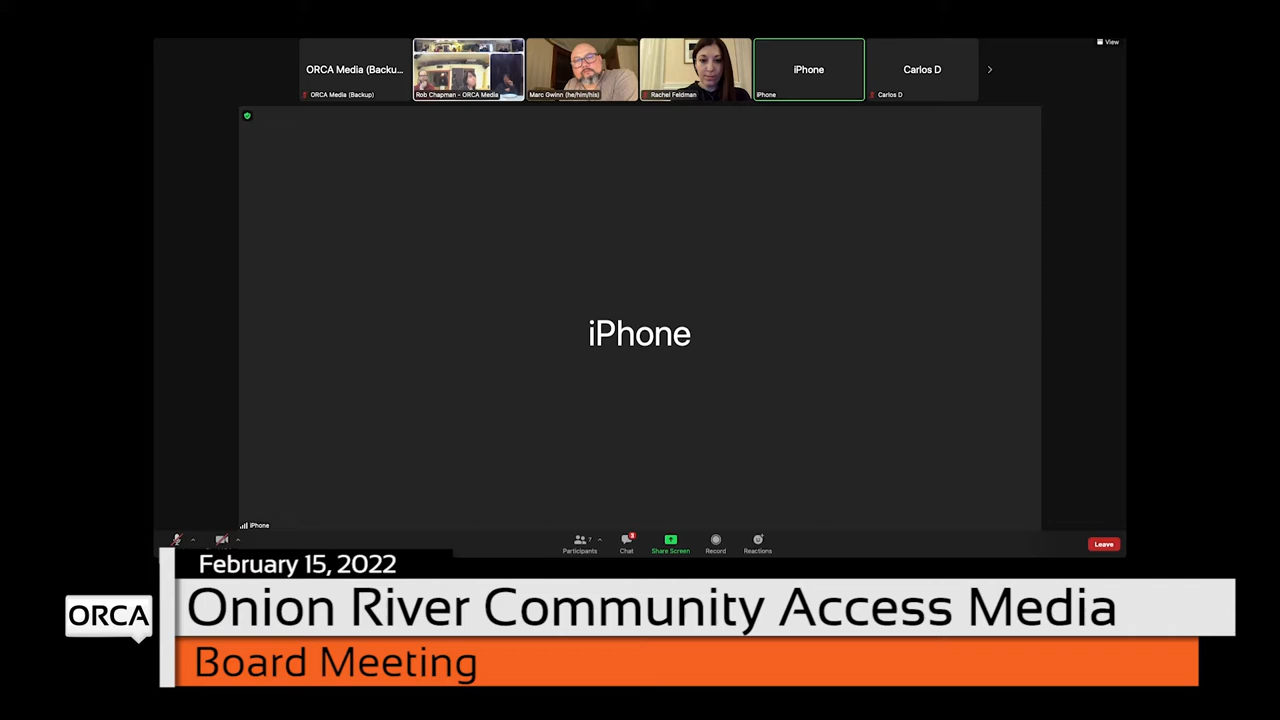 View
ORCA Media (Backu...
iPhone
Carlos D
ORCA Media (Backup)
Rob Chapman - ORCA Media
Marc Gwinn (he/him/his)
Rachel Feldman
iPhone
Carlos D
iPhone
iPhone
7
3
Participants
Chat
Share Screen
Record
Reactions
Leave
February 15, 2022
ORCA
Onion River Community Access Media
Board Meeting